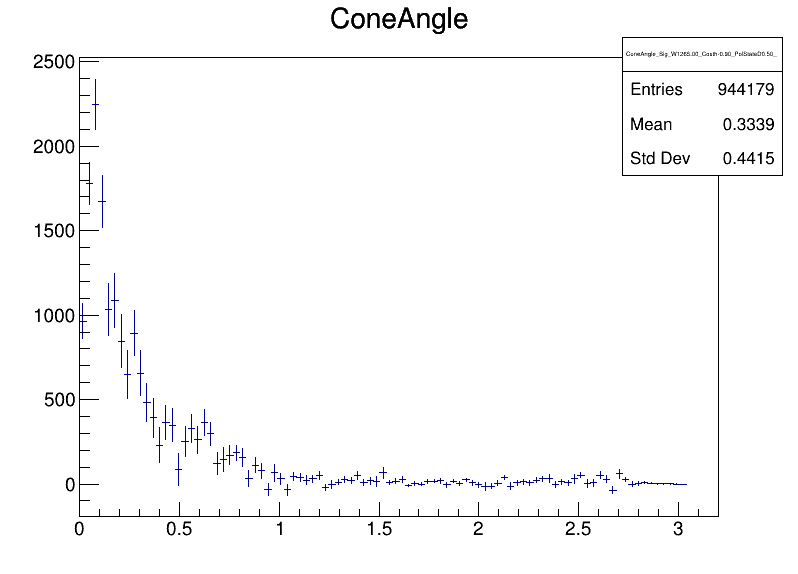 ConeAngle
ConeAngle_Sig_W1265.00_Costh-0.90_PolStateD0.50_
Entries 944179
Mean 0.3339
Std Dev 0.4415
2500
2000
1500
1000
500
0
0 0.5 1 1.5 2 2.5 3